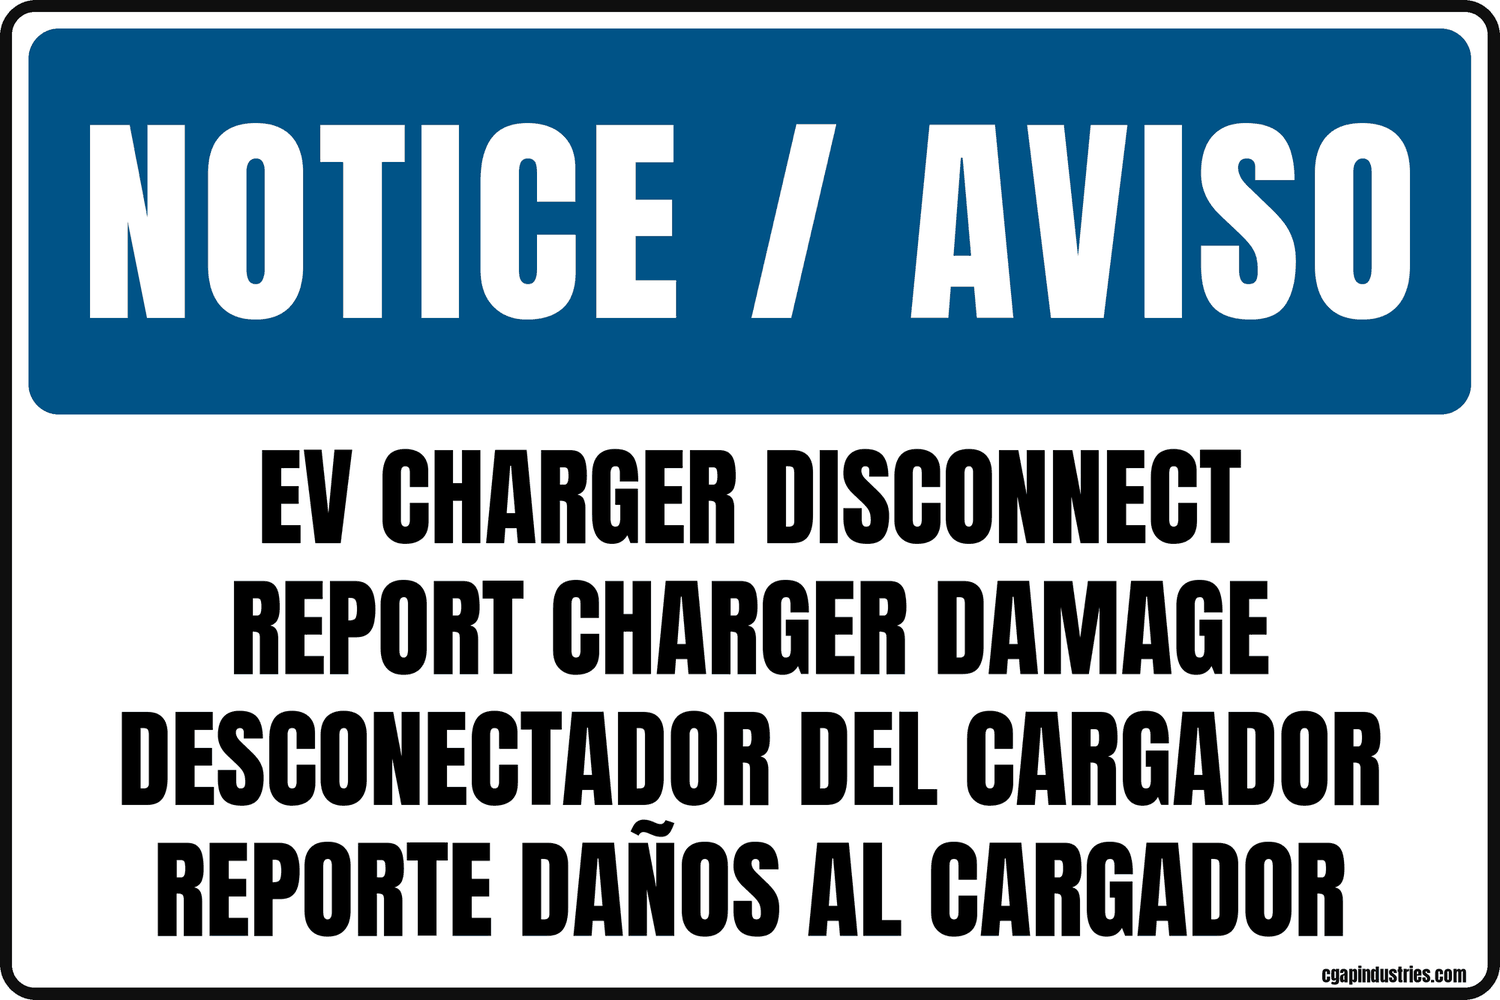 NOTICE / AVISO
EV CHARGER DISCONNECT
REPORT CHARGER DAMAGE
DESCONECTADOR DEL CARGADOR
REPORTE DAÑOS AL CARGADOR
cgapindustries.com